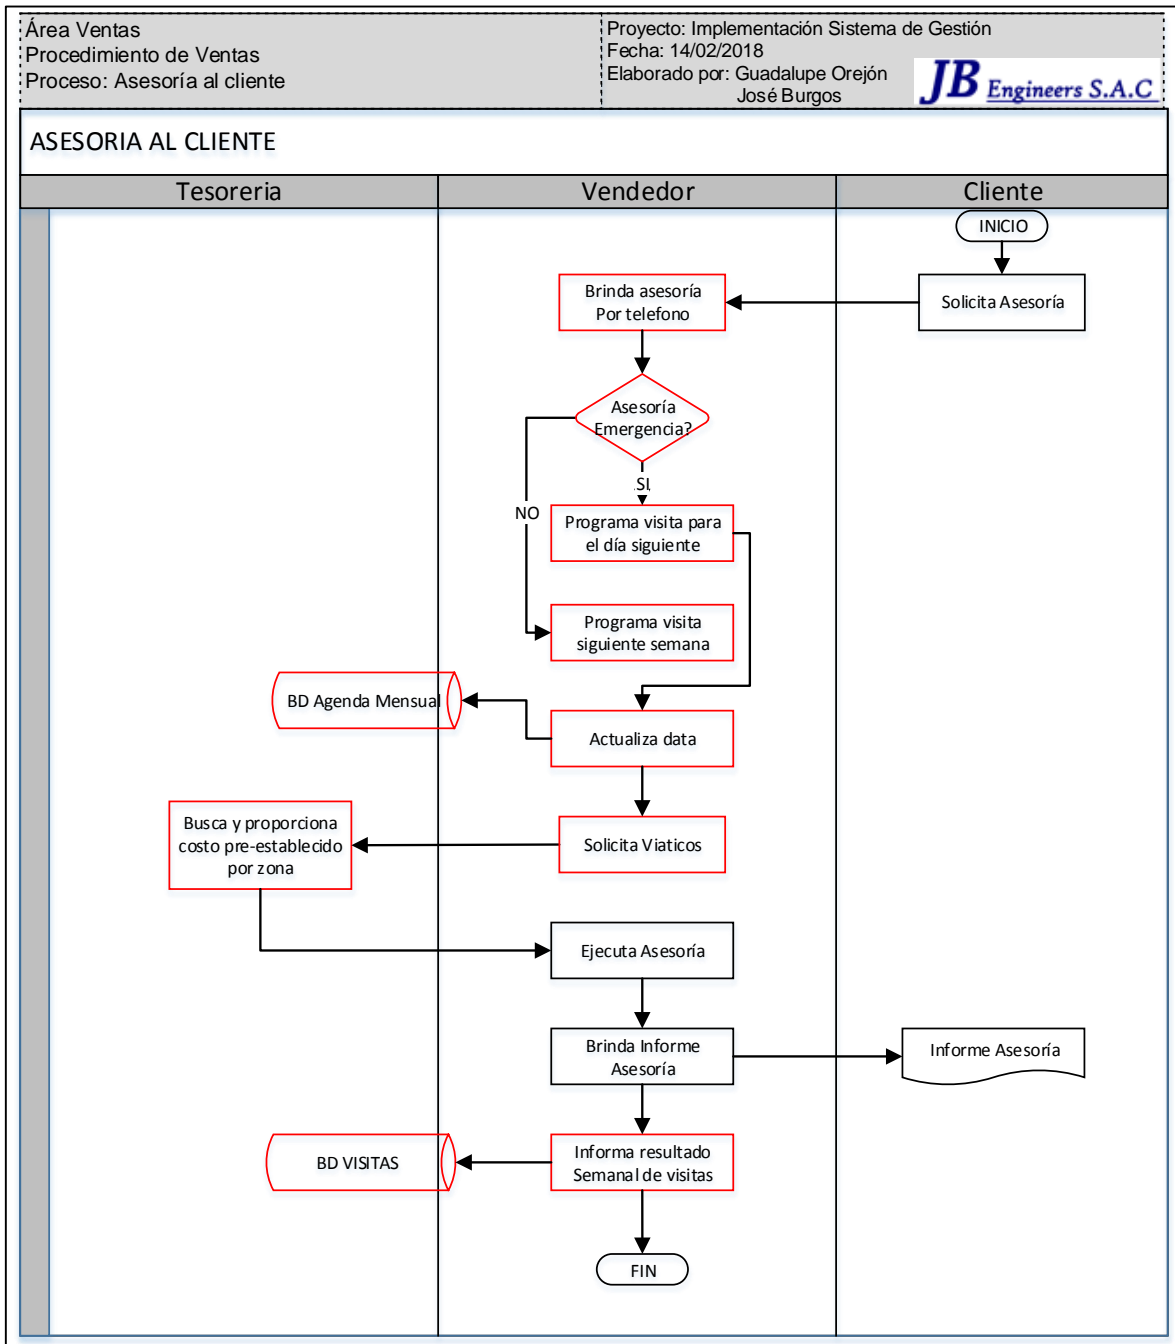 Área Ventas
Procedimiento de Ventas
Proceso: Asesoría al cliente
Proyecto: Implementación Sistema de Gestión
Fecha: 14/02/2018
Elaborado por: Guadalupe Orejón
José Burgos
JB Engineers S.A.C
ASESORIA AL CLIENTE
Tesoreria
Vendedor
Cliente
INICIO
Solicita Asesoría
Brinda asesoría
Por telefono
Asesoría
Emergencia?
SI
NO
Programa visita para
el día siguiente
Programa visita
siguiente semana
BD Agenda Mensual
Actualiza data
Busca y proporciona
costo pre-establecido
por zona
Solicita Viaticos
Ejecuta Asesoría
Brinda Informe
Asesoría
Informe Asesoría
BD VISITAS
Informa resultado
Semanal de visitas
FIN